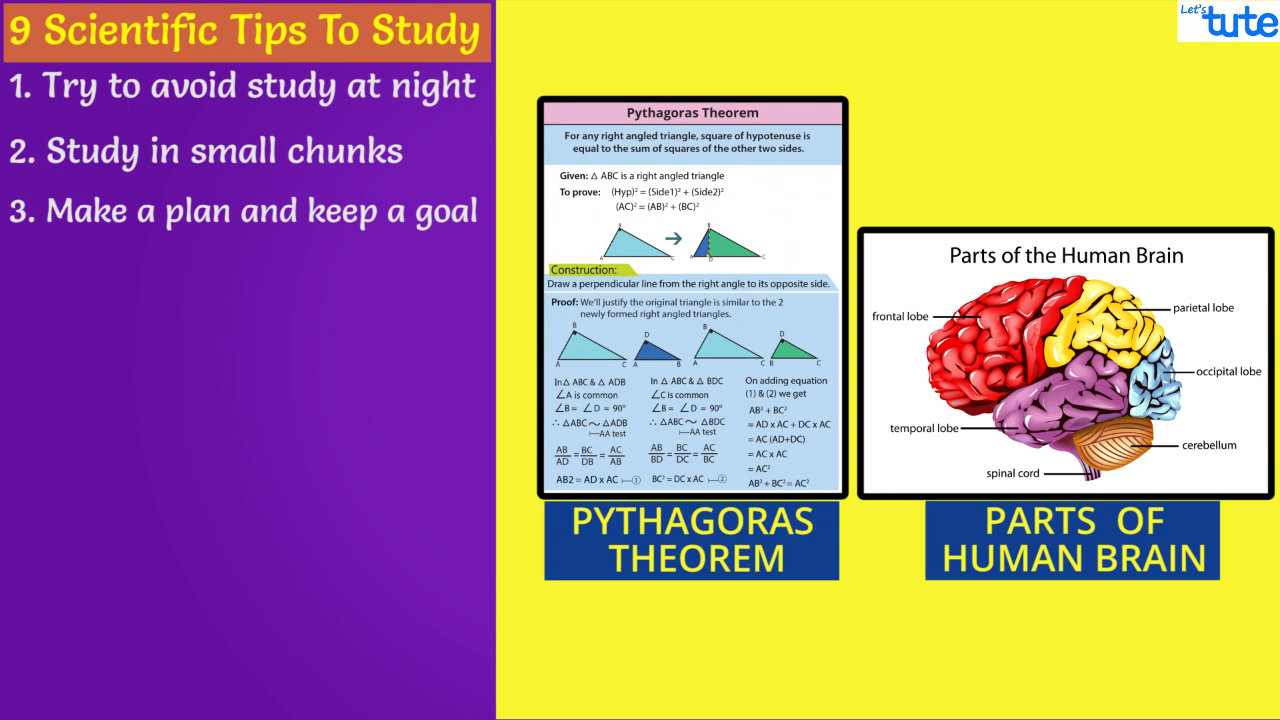 9 Scientific Tips To Study
1. Try to avoid study at night
2. Study in small chunks
3. Make a plan and keep a goal
Let's
tute
Pythagoras Theorem
For any right angled triangle, square of hypotenuse is
equal to the sum of squares of the other two sides.
Given: △ ABC is a right angled triangle
To prove: (Hyp)² = (Side1)² + (Side2)²
(AC)² = (AB)² + (BC)²
B
A C
→
B
A D C
Construction:
Draw a perpendicular line from the right angle to its opposite side.
Proof: We'll justify the original triangle is similar to the 2
newly formed right angled triangles.
B D B D
A C A B A C B C
In△ ABC & △ ADB
∠A is common
∠B = ∠D = 90°
∴ △ABC ~ △ADB
⊢AA test
AB/AD = BC/DB = AC/AB
AB2 = AD x AC ⊢①
In △ ABC & △ BDC
∠C is common
∠B = ∠D = 90°
∴ △ABC ~ △BDC
⊢AA test
AB/BD = BC/DC = AC/BC
BC² = DC x AC ⊢②
On adding equation
(1) & (2) we get
AB² + BC²
= AD x AC + DC x AC
= AC (AD+DC)
= AC x AC
= AC²
AB² + BC² = AC²
PYTHAGORAS
THEOREM
Parts of the Human Brain
frontal lobe
parietal lobe
occipital lobe
temporal lobe
cerebellum
spinal cord
PARTS OF
HUMAN BRAIN